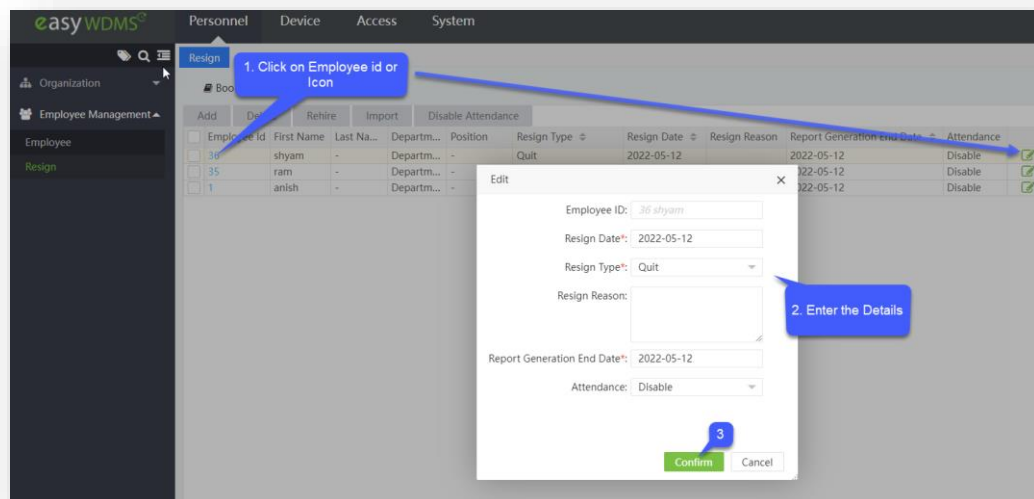 easy WDMS
Personnel Device Access System
Resign
1. Click on Employee id or
Icon
Organization
Boo
Employee Management
Add De Rehire Import Disable Attendance
Employee Id First Name Last Na... Departm... Position Resign Type Resign Date Resign Reason Report Generation End Date Attendance
Employee
36 shyam - Departm... - Quit 2022-05-12 2022-05-12 Disable
Resign
35 ram - Departm... - 022-05-12 Disable
1 anish - Departm... - 022-05-12 Disable
Edit
Employee ID: 36 shyam
Resign Date*: 2022-05-12
Resign Type*: Quit
Resign Reason:
2. Enter the Details
Report Generation End Date*: 2022-05-12
Attendance: Disable
3
Confirm Cancel